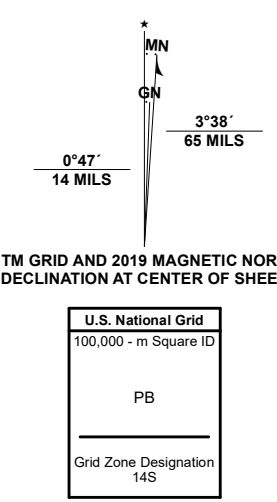 ★
MN
GN
3°38´
65 MILS
0°47´
14 MILS
TM GRID AND 2019 MAGNETIC NOR
DECLINATION AT CENTER OF SHEE
U.S. National Grid
100,000 - m Square ID
PB
Grid Zone Designation
14S